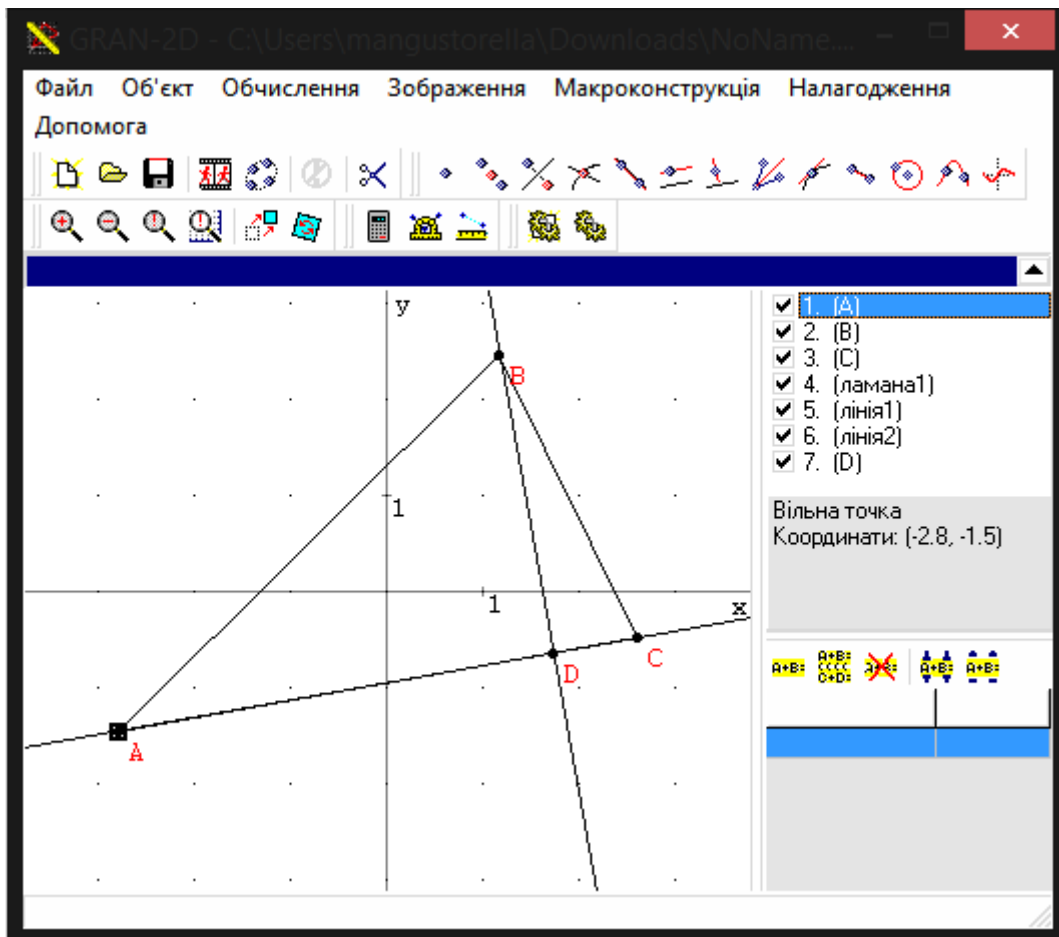 GRAN-2D - C:\Users\mangustorella\Downloads\NoName....
Файл Об'єкт Обчислення Зображення Макроконструкція Налагодження
Допомога
y
B
1
1
x
D
C
A
1. (A)
2. (B)
3. (C)
4. (ламана1)
5. (лінія1)
6. (лінія2)
7. (D)
Вільна точка
Координати: (-2.8, -1.5)
A+B=
A+B=
CCCC
C+D=
A+B=
A+B=
A+B=